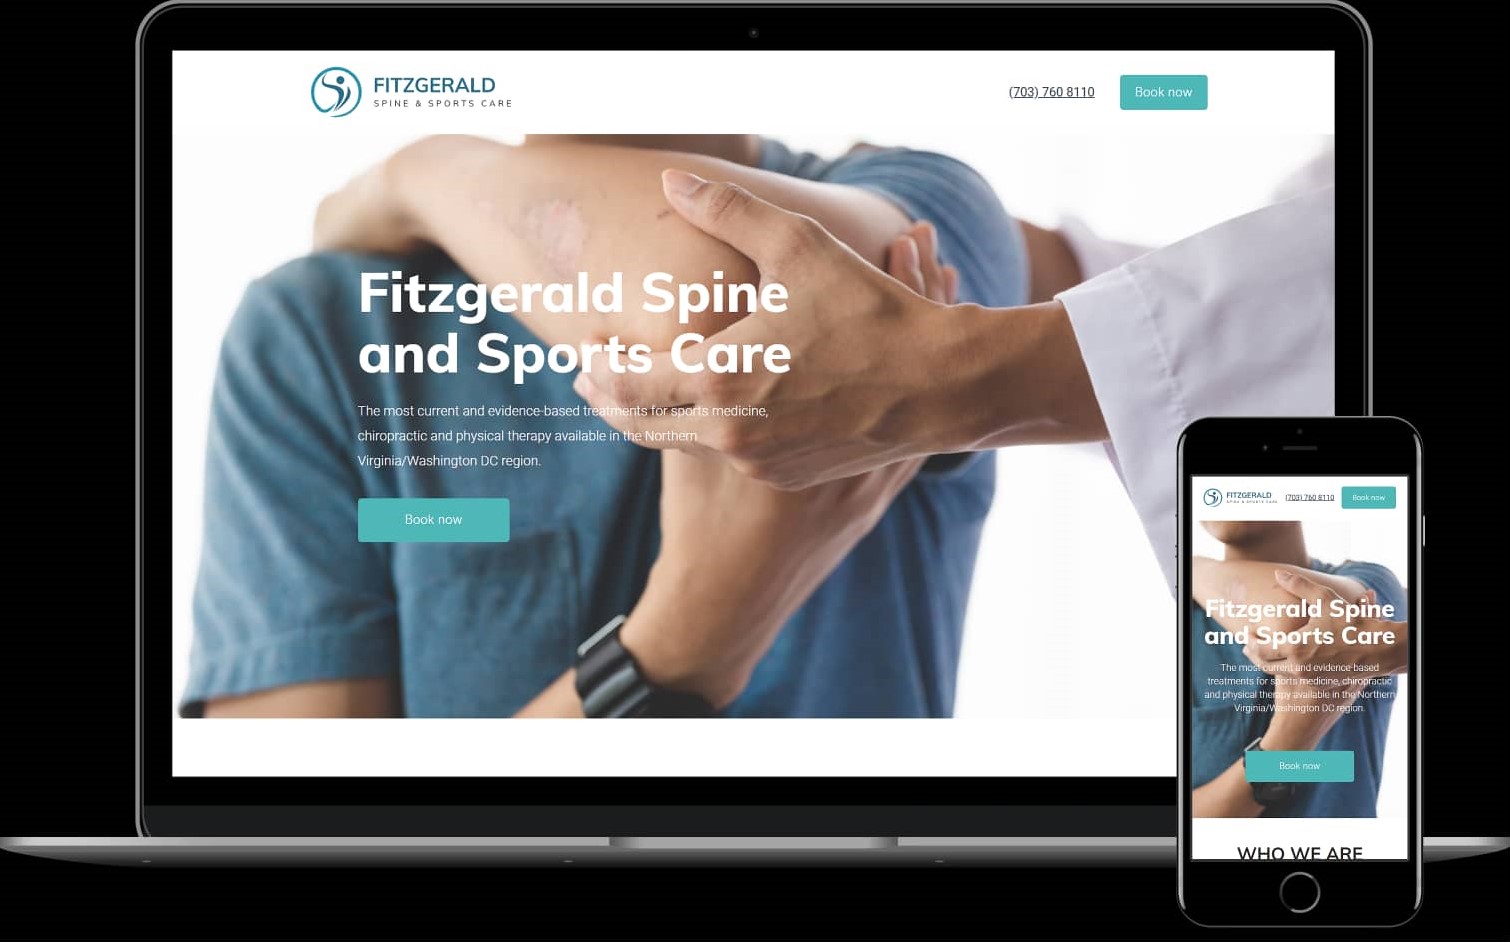 FITZGERALD
SPINE & SPORTS CARE
(703) 760 8110
Book now
Fitzgerald Spine
and Sports Care
The most current and evidence-based treatments for sports medicine,
chiropractic and physical therapy available in the Northern
Virginia/Washington DC region.
Book now
FITZGERALD
SPINE & SPORTS CARE
(703) 760 8110
Book now
Fitzgerald Spine
and Sports Care
The most current and evidence-based
treatments for sports medicine, chiropractic
and physical therapy available in the Northern
Virginia/Washington DC region.
Book now
WHO WE ARE